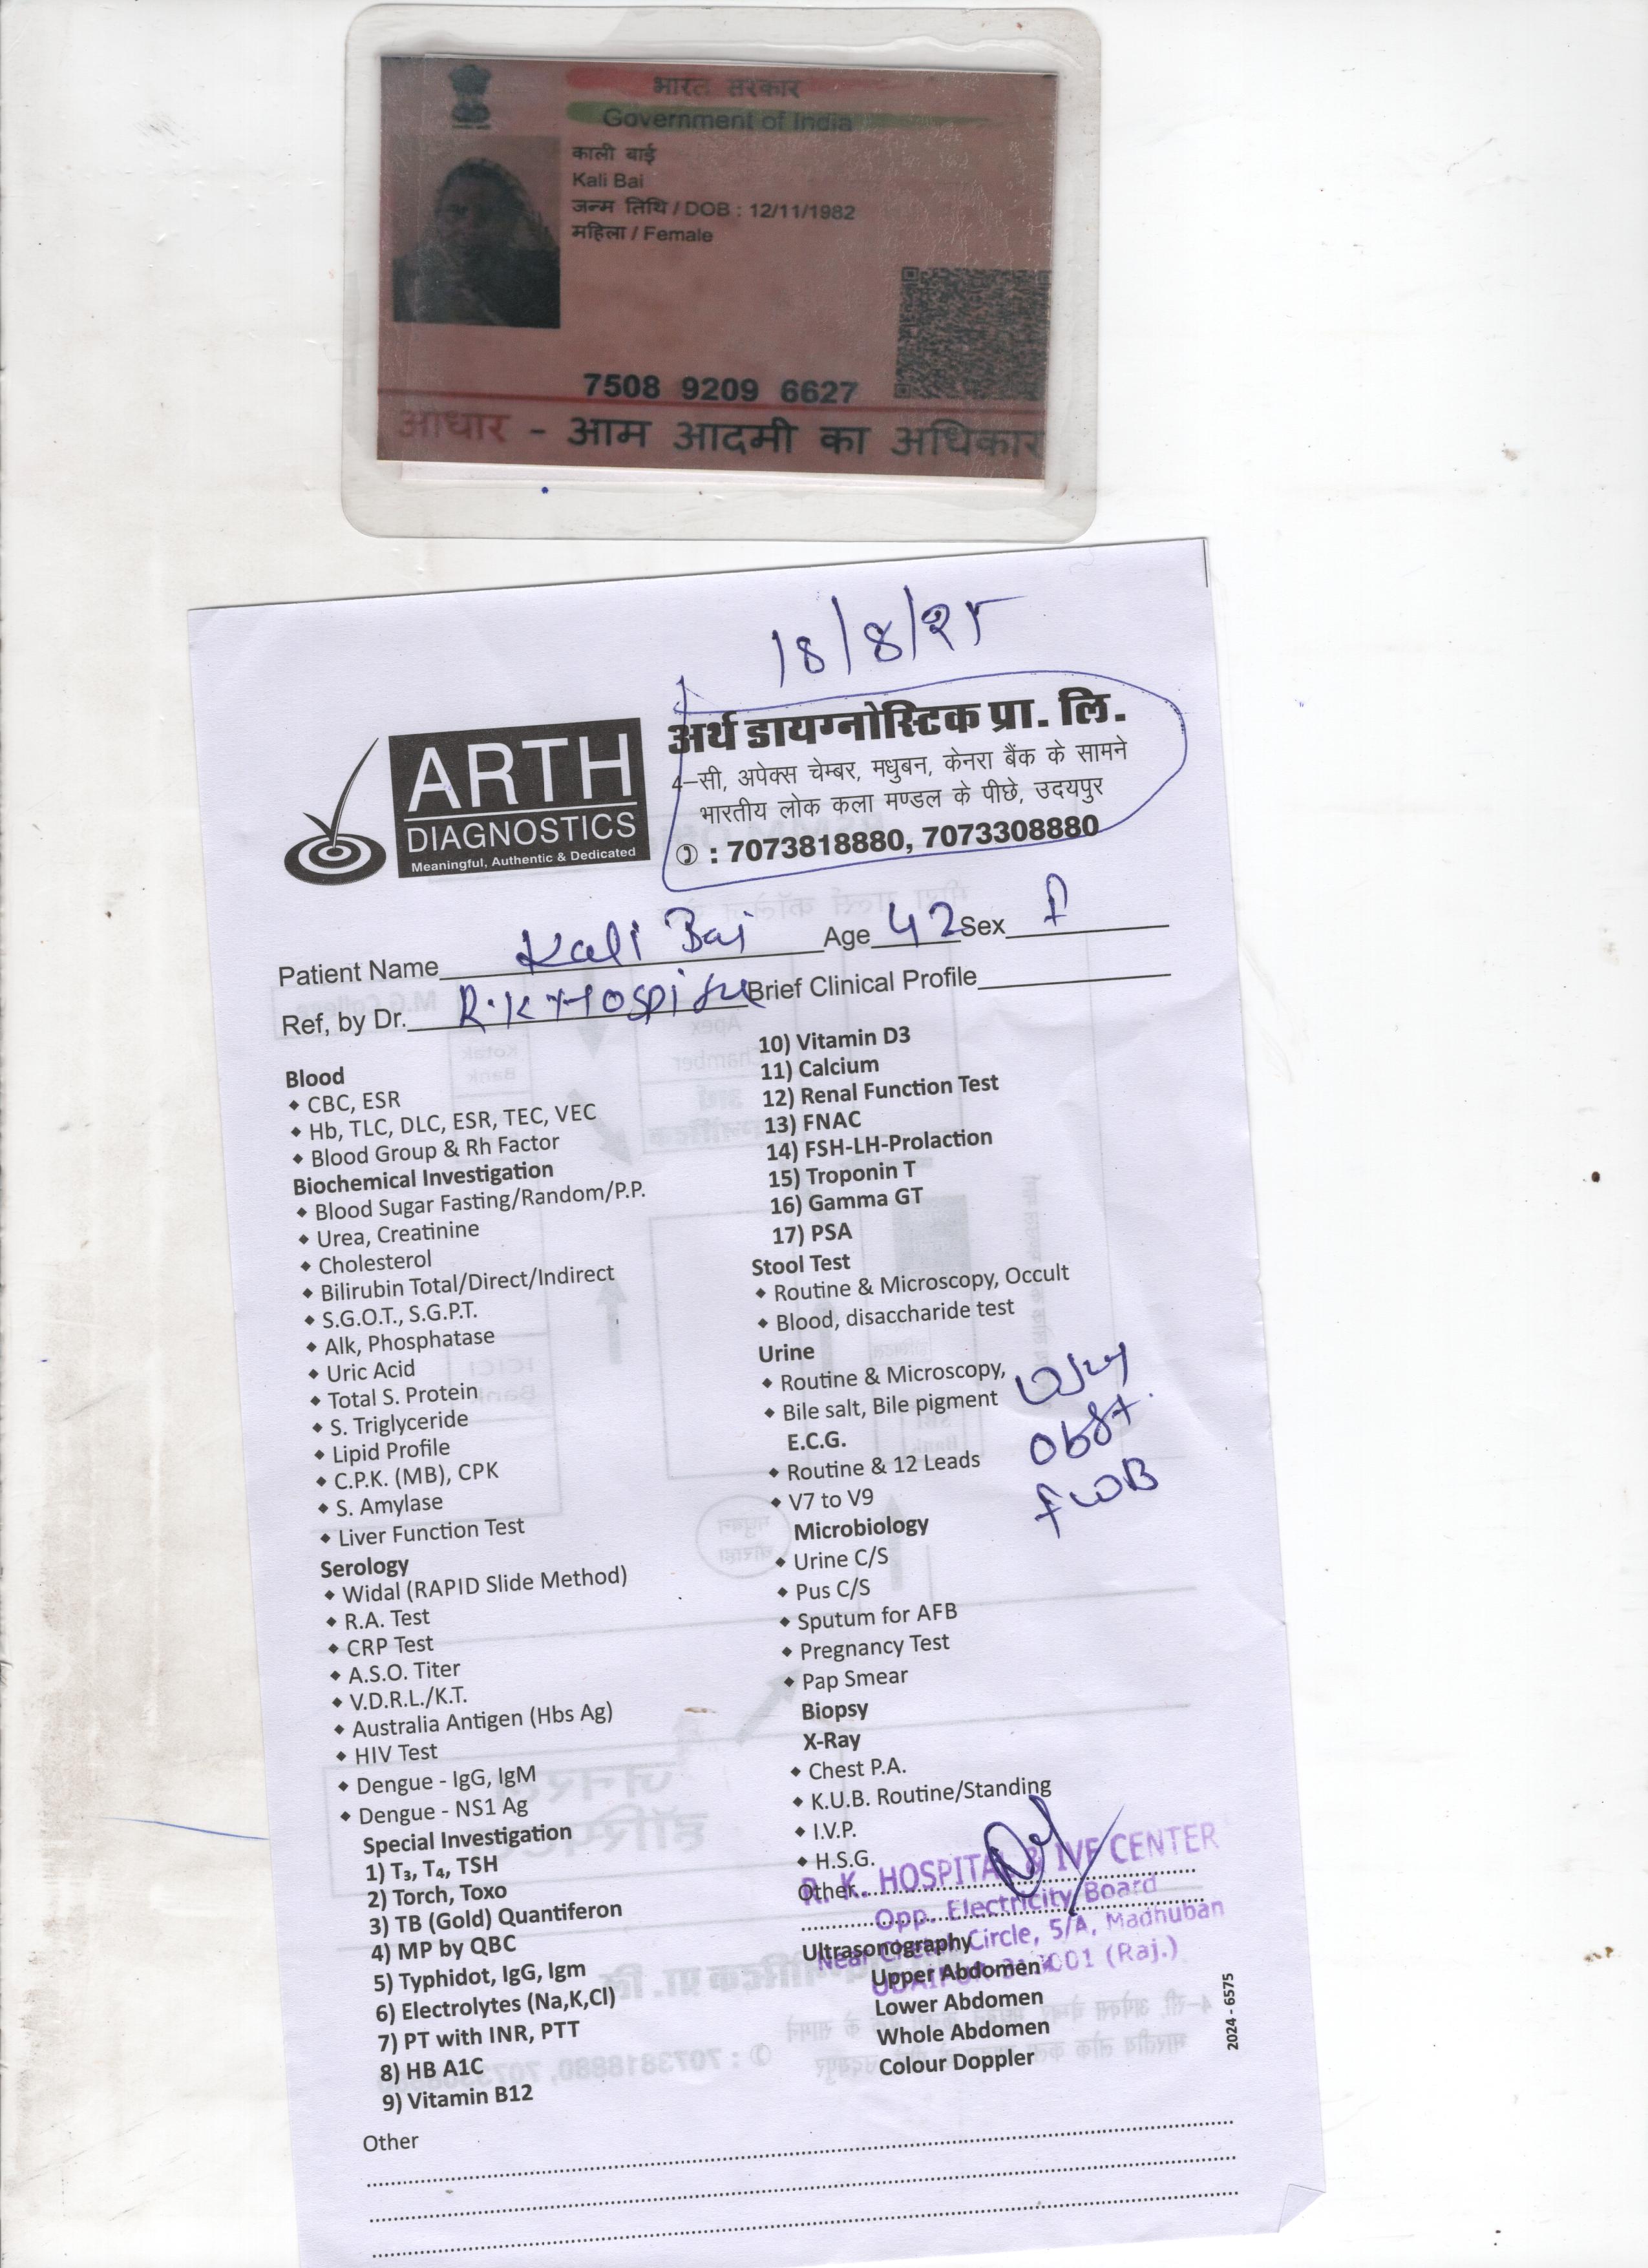 भारत सरकार
Government of India
काली बाई
Kali Bai
जन्म तिथि / DOB : 12/11/1982
महिला / Female
7508 9209 6627
आधार - आम आदमी का अधिकार
18/8/25
ARTH
DIAGNOSTICS
Meaningful, Authentic & Dedicated
अर्थ डायग्नोस्टिक प्रा. लि.
4-सी, अपेक्स चेम्बर, मधुबन, केनरा बैंक के सामने
भारतीय लोक कला मण्डल के पीछे, उदयपुर
: 7073818880, 7073308880
Patient Name Kali Bai Age 42 Sex f
Ref, by Dr. R.K Hospital Brief Clinical Profile
Blood
CBC, ESR
Hb, TLC, DLC, ESR, TEC, VEC
Blood Group & Rh Factor
Biochemical Investigation
Blood Sugar Fasting/Random/P.P.
Urea, Creatinine
Cholesterol
Bilirubin Total/Direct/Indirect
S.G.O.T., S.G.P.T.
Alk, Phosphatase
Uric Acid
Total S. Protein
S. Triglyceride
Lipid Profile
C.P.K. (MB), CPK
S. Amylase
Liver Function Test
Serology
Widal (RAPID Slide Method)
R.A. Test
CRP Test
A.S.O. Titer
V.D.R.L./K.T.
Australia Antigen (Hbs Ag)
HIV Test
Dengue - IgG, IgM
Dengue - NS1 Ag
Special Investigation
1) T₃, T₄, TSH
2) Torch, Toxo
3) TB (Gold) Quantiferon
4) MP by QBC
5) Typhidot, IgG, Igm
6) Electrolytes (Na,K,Cl)
7) PT with INR, PTT
8) HB A1C
9) Vitamin B12
10) Vitamin D3
11) Calcium
12) Renal Function Test
13) FNAC
14) FSH-LH-Prolaction
15) Troponin T
16) Gamma GT
17) PSA
Stool Test
Routine & Microscopy, Occult
Blood, disaccharide test
Urine
Routine & Microscopy,
Bile salt, Bile pigment
E.C.G.
Routine & 12 Leads
V7 to V9
Obst.
fWB
Microbiology
Urine C/S
Pus C/S
Sputum for AFB
Pregnancy Test
Pap Smear
Biopsy
X-Ray
Chest P.A.
K.U.B. Routine/Standing
I.V.P.
H.S.G.
Other
R. K. HOSPITAL & IVF CENTER
Opp. Electricity Board
Near Chetak Circle, 5/A, Madhuban
UDAIPUR-313001 (Raj.)
Ultrasonography
Upper Abdomen
Lower Abdomen
Whole Abdomen
Colour Doppler
2024 - 6575
Other